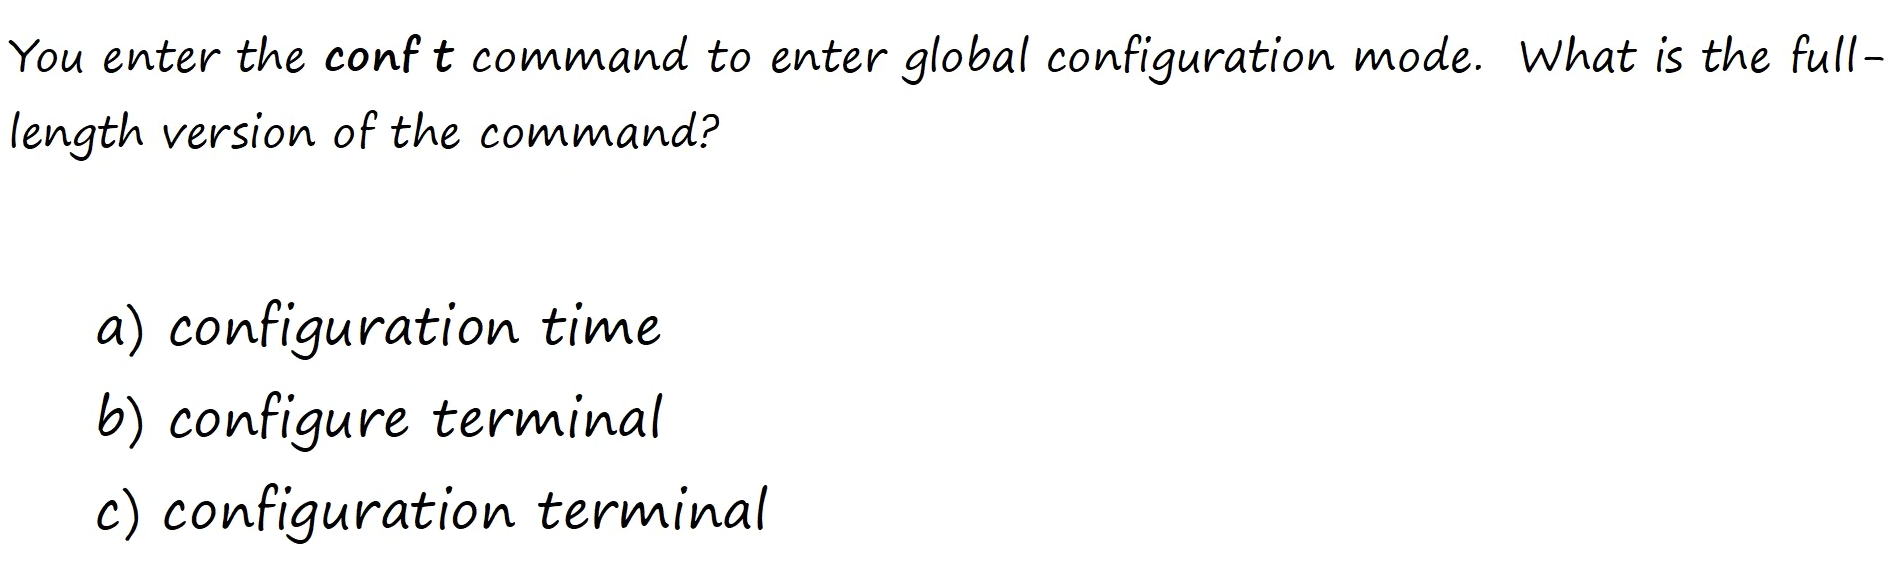 You enter the conf t command to enter global configuration mode.  What is the full-
length version of the command?
a) configuration time
b) configure terminal
c) configuration terminal